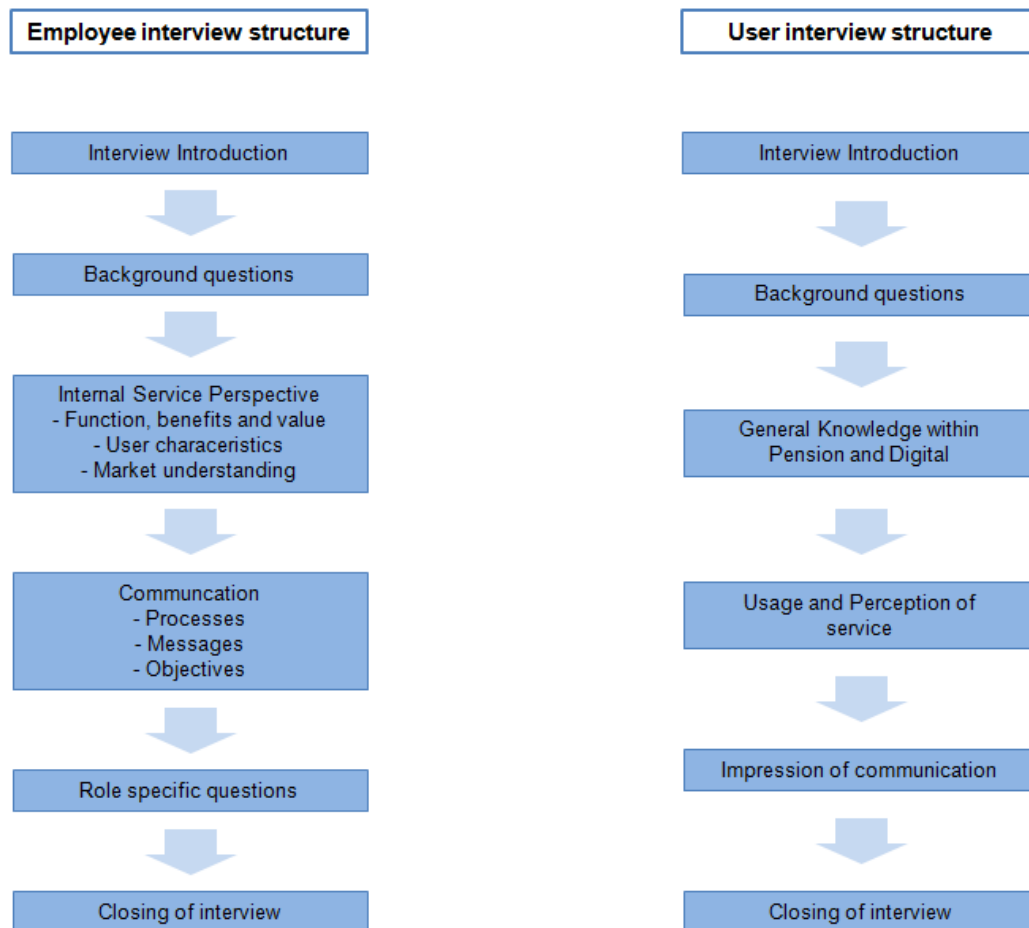 Employee interview structure
Interview Introduction
Background questions
Internal Service Perspective
- Function, benefits and value
- User characeristics
- Market understanding
Communcation
- Processes
- Messages
- Objectives
Role specific questions
Closing of interview
User interview structure
Interview Introduction
Background questions
General Knowledge within
Pension and Digital
Usage and Perception of
service
Impression of communication
Closing of interview